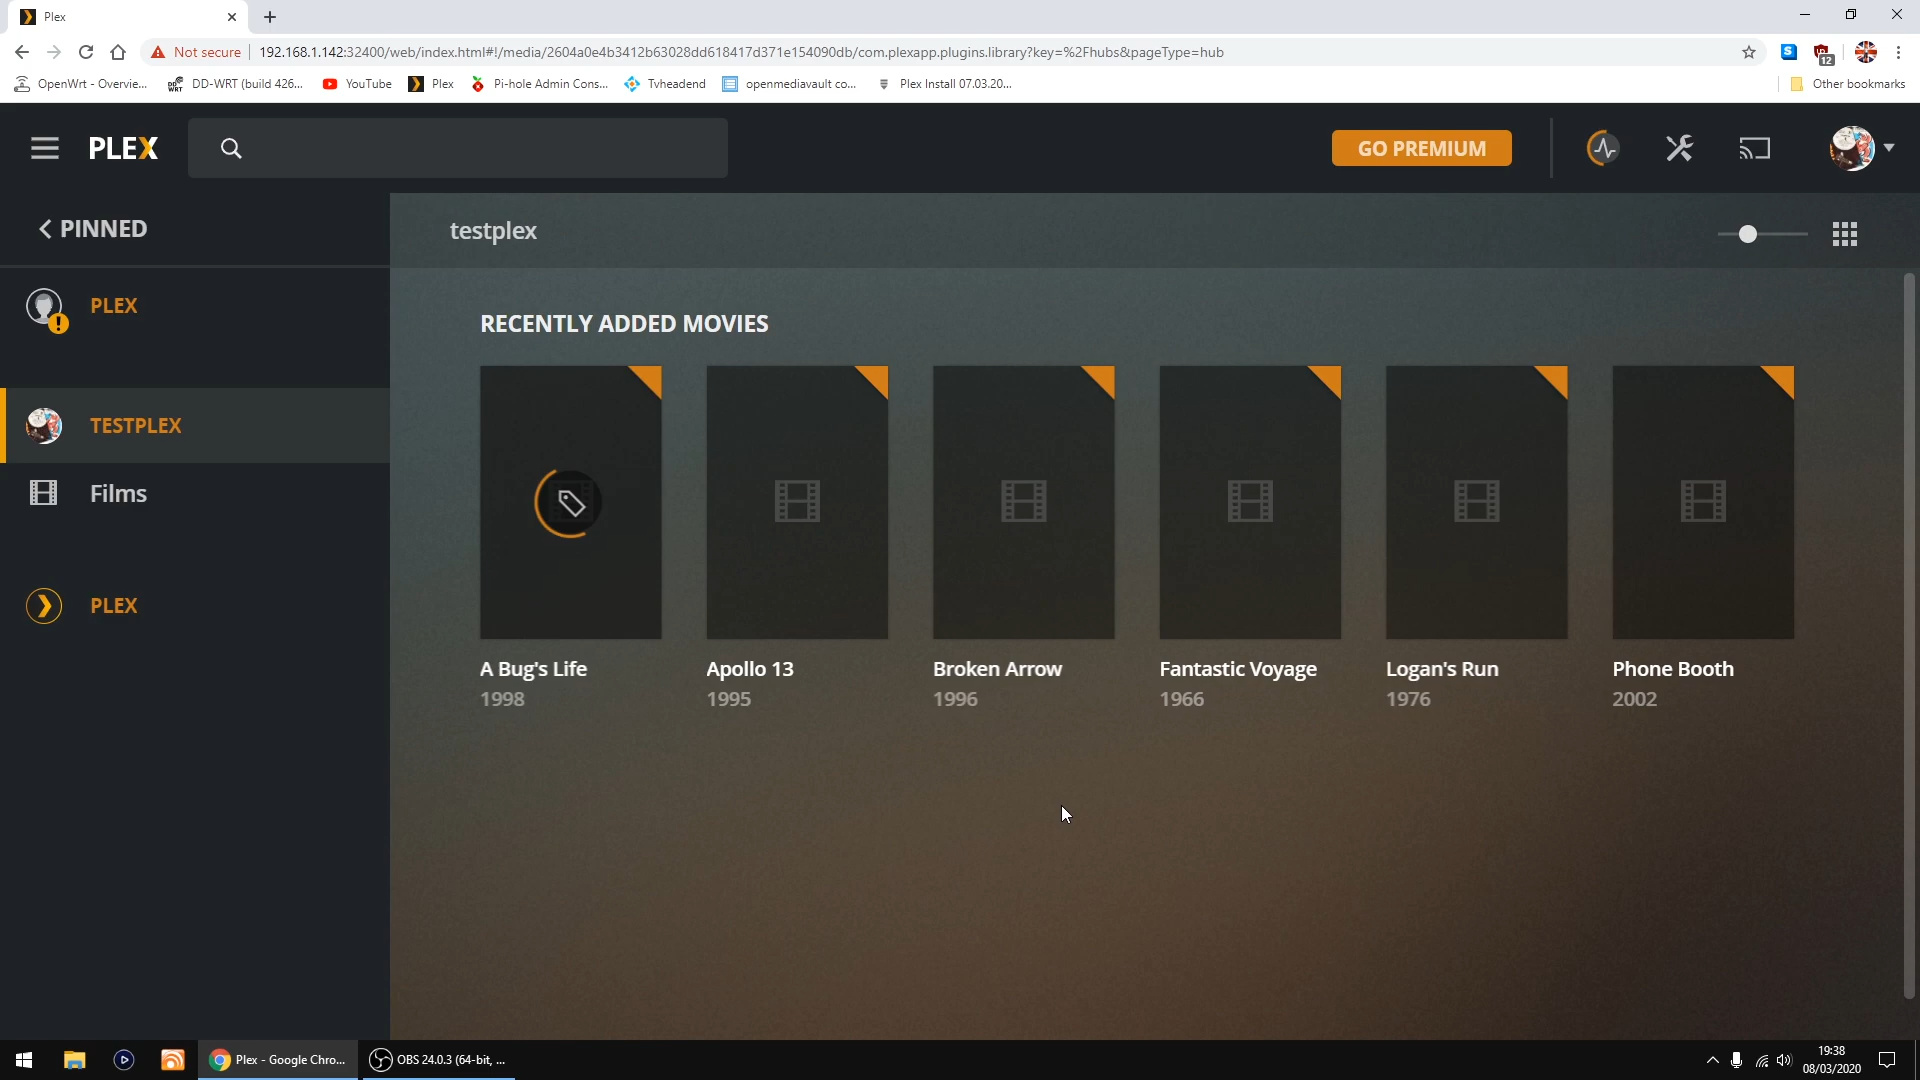 Plex
Not secure
192.168.1.142:32400/web/index.html#!/media/2604a0e4b3412b63028dd618417d371e154090db/com.plexapp.plugins.library?key=%2Fhubs&pageType=hub
S
12
OpenWrt - Overvie...
DD-WRT (build 426...
YouTube
Plex
Pi-hole Admin Cons...
Tvheadend
openmediavault co...
Plex Install 07.03.20...
Other bookmarks
PLEX
GO PREMIUM
PINNED
testplex
PLEX
TESTPLEX
Films
PLEX
RECENTLY ADDED MOVIES
A Bug's Life
1998
Apollo 13
1995
Broken Arrow
1996
Fantastic Voyage
1966
Logan's Run
1976
Phone Booth
2002
Plex - Google Chro...
OBS 24.0.3 (64-bit, ...
19:38
08/03/2020